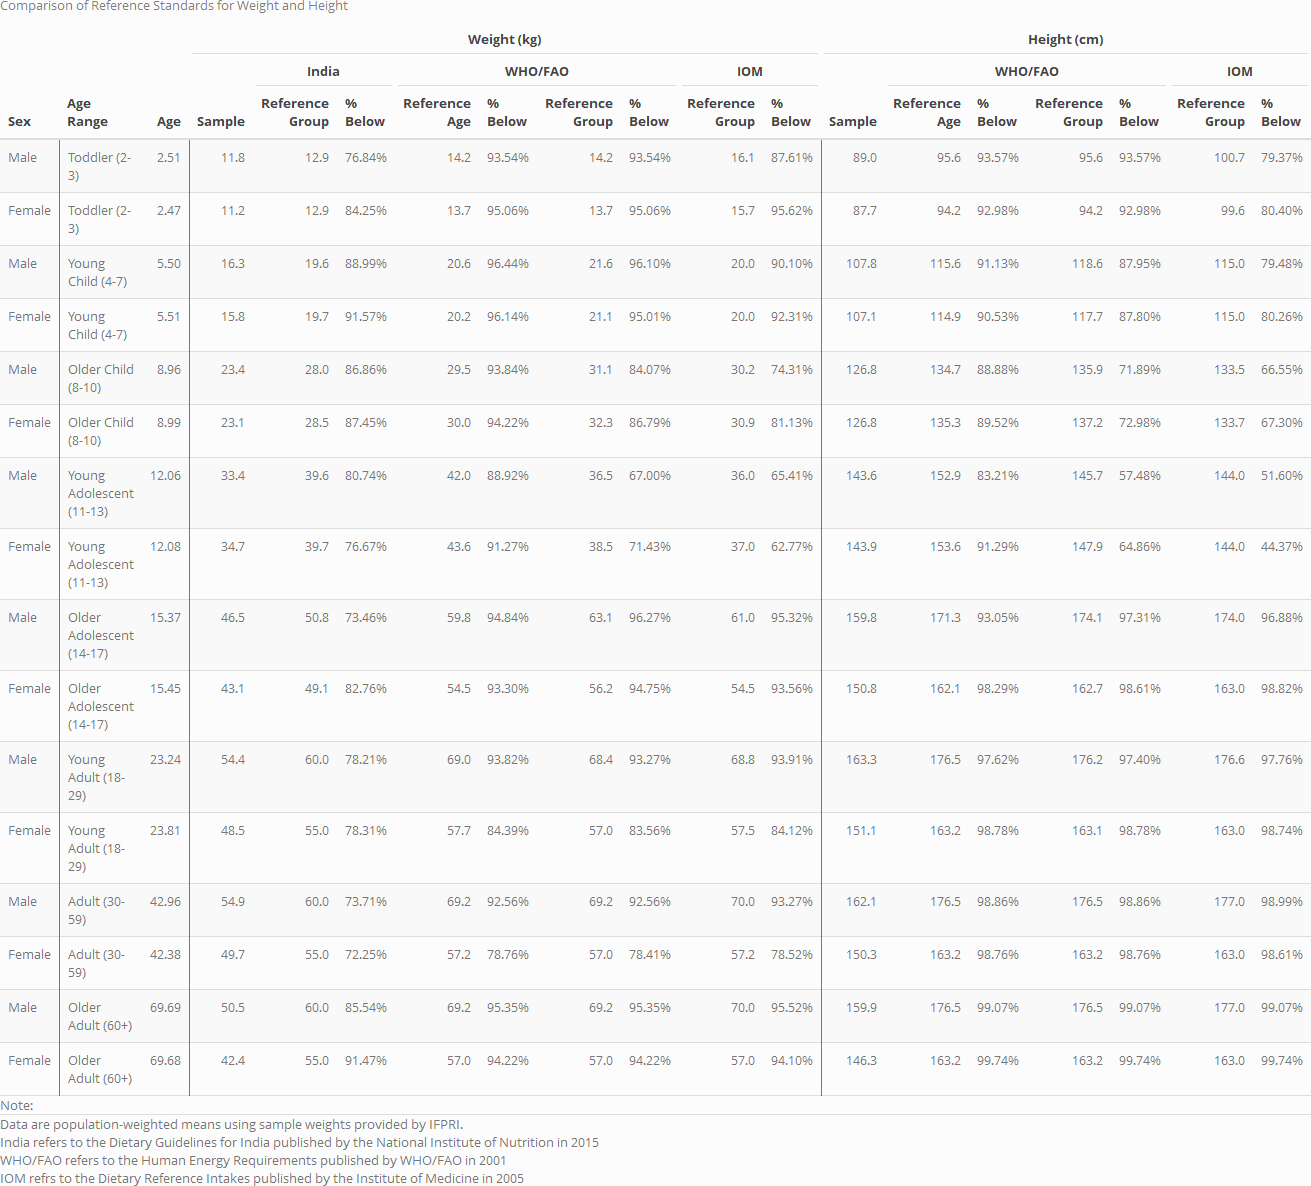 Comparison of Reference Standards for Weight and Height
Weight (kg) Height (cm)
India WHO/FAO IOM WHO/FAO IOM
Sex Age Range Age Sample Reference Group % Below Reference Age % Below Reference Group % Below Reference Group % Below Sample Reference Age % Below Reference Group % Below Reference Group % Below
Male Toddler (2-3) 2.51 11.8 12.9 76.84% 14.2 93.54% 14.2 93.54% 16.1 87.61% 89.0 95.6 93.57% 95.6 93.57% 100.7 79.37%
Female Toddler (2-3) 2.47 11.2 12.9 84.25% 13.7 95.06% 13.7 95.06% 15.7 95.62% 87.7 94.2 92.98% 94.2 92.98% 99.6 80.40%
Male Young Child (4-7) 5.50 16.3 19.6 88.99% 20.6 96.44% 21.6 96.10% 20.0 90.10% 107.8 115.6 91.13% 118.6 87.95% 115.0 79.48%
Female Young Child (4-7) 5.51 15.8 19.7 91.57% 20.2 96.14% 21.1 95.01% 20.0 92.31% 107.1 114.9 90.53% 117.7 87.80% 115.0 80.26%
Male Older Child (8-10) 8.96 23.4 28.0 86.86% 29.5 93.84% 31.1 84.07% 30.2 74.31% 126.8 134.7 88.88% 135.9 71.89% 133.5 66.55%
Female Older Child (8-10) 8.99 23.1 28.5 87.45% 30.0 94.22% 32.3 86.79% 30.9 81.13% 126.8 135.3 89.52% 137.2 72.98% 133.7 67.30%
Male Young Adolescent (11-13) 12.06 33.4 39.6 80.74% 42.0 88.92% 36.5 67.00% 36.0 65.41% 143.6 152.9 83.21% 145.7 57.48% 144.0 51.60%
Female Young Adolescent (11-13) 12.08 34.7 39.7 76.67% 43.6 91.27% 38.5 71.43% 37.0 62.77% 143.9 153.6 91.29% 147.9 64.86% 144.0 44.37%
Male Older Adolescent (14-17) 15.37 46.5 50.8 73.46% 59.8 94.84% 63.1 96.27% 61.0 95.32% 159.8 171.3 93.05% 174.1 97.31% 174.0 96.88%
Female Older Adolescent (14-17) 15.45 43.1 49.1 82.76% 54.5 93.30% 56.2 94.75% 54.5 93.56% 150.8 162.1 98.29% 162.7 98.61% 163.0 98.82%
Male Young Adult (18-29) 23.24 54.4 60.0 78.21% 69.0 93.82% 68.4 93.27% 68.8 93.91% 163.3 176.5 97.62% 176.2 97.40% 176.6 97.76%
Female Young Adult (18-29) 23.81 48.5 55.0 78.31% 57.7 84.39% 57.0 83.56% 57.5 84.12% 151.1 163.2 98.78% 163.1 98.78% 163.0 98.74%
Male Adult (30-59) 42.96 54.9 60.0 73.71% 69.2 92.56% 69.2 92.56% 70.0 93.27% 162.1 176.5 98.86% 176.5 98.86% 177.0 98.99%
Female Adult (30-59) 42.38 49.7 55.0 72.25% 57.2 78.76% 57.0 78.41% 57.2 78.52% 150.3 163.2 98.76% 163.2 98.76% 163.0 98.61%
Male Older Adult (60+) 69.69 50.5 60.0 85.54% 69.2 95.35% 69.2 95.35% 70.0 95.52% 159.9 176.5 99.07% 176.5 99.07% 177.0 99.07%
Female Older Adult (60+) 69.68 42.4 55.0 91.47% 57.0 94.22% 57.0 94.22% 57.0 94.10% 146.3 163.2 99.74% 163.2 99.74% 163.0 99.74%
Note:
Data are population-weighted means using sample weights provided by IFPRI.
India refers to the Dietary Guidelines for India published by the National Institute of Nutrition in 2015
WHO/FAO refers to the Human Energy Requirements published by WHO/FAO in 2001
IOM refrs to the Dietary Reference Intakes published by the Institute of Medicine in 2005